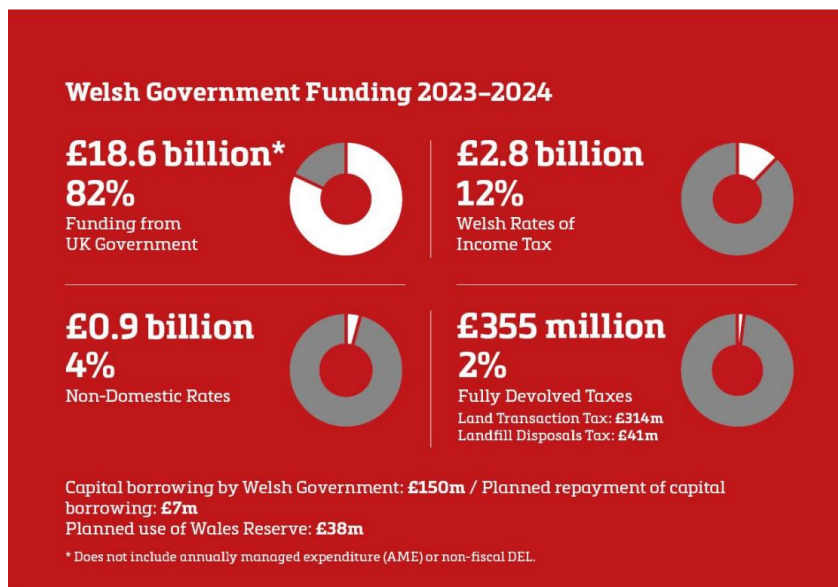 Welsh Government Funding 2023–2024
£18.6 billion*
82%
Funding from
UK Government
£2.8 billion
12%
Welsh Rates of
Income Tax
£0.9 billion
4%
Non-Domestic Rates
£355 million
2%
Fully Devolved Taxes
Land Transaction Tax: £314m
Landfill Disposals Tax: £41m
Capital borrowing by Welsh Government: £150m / Planned repayment of capital
borrowing: £7m
Planned use of Wales Reserve: £38m
* Does not include annually managed expenditure (AME) or non-fiscal DEL.